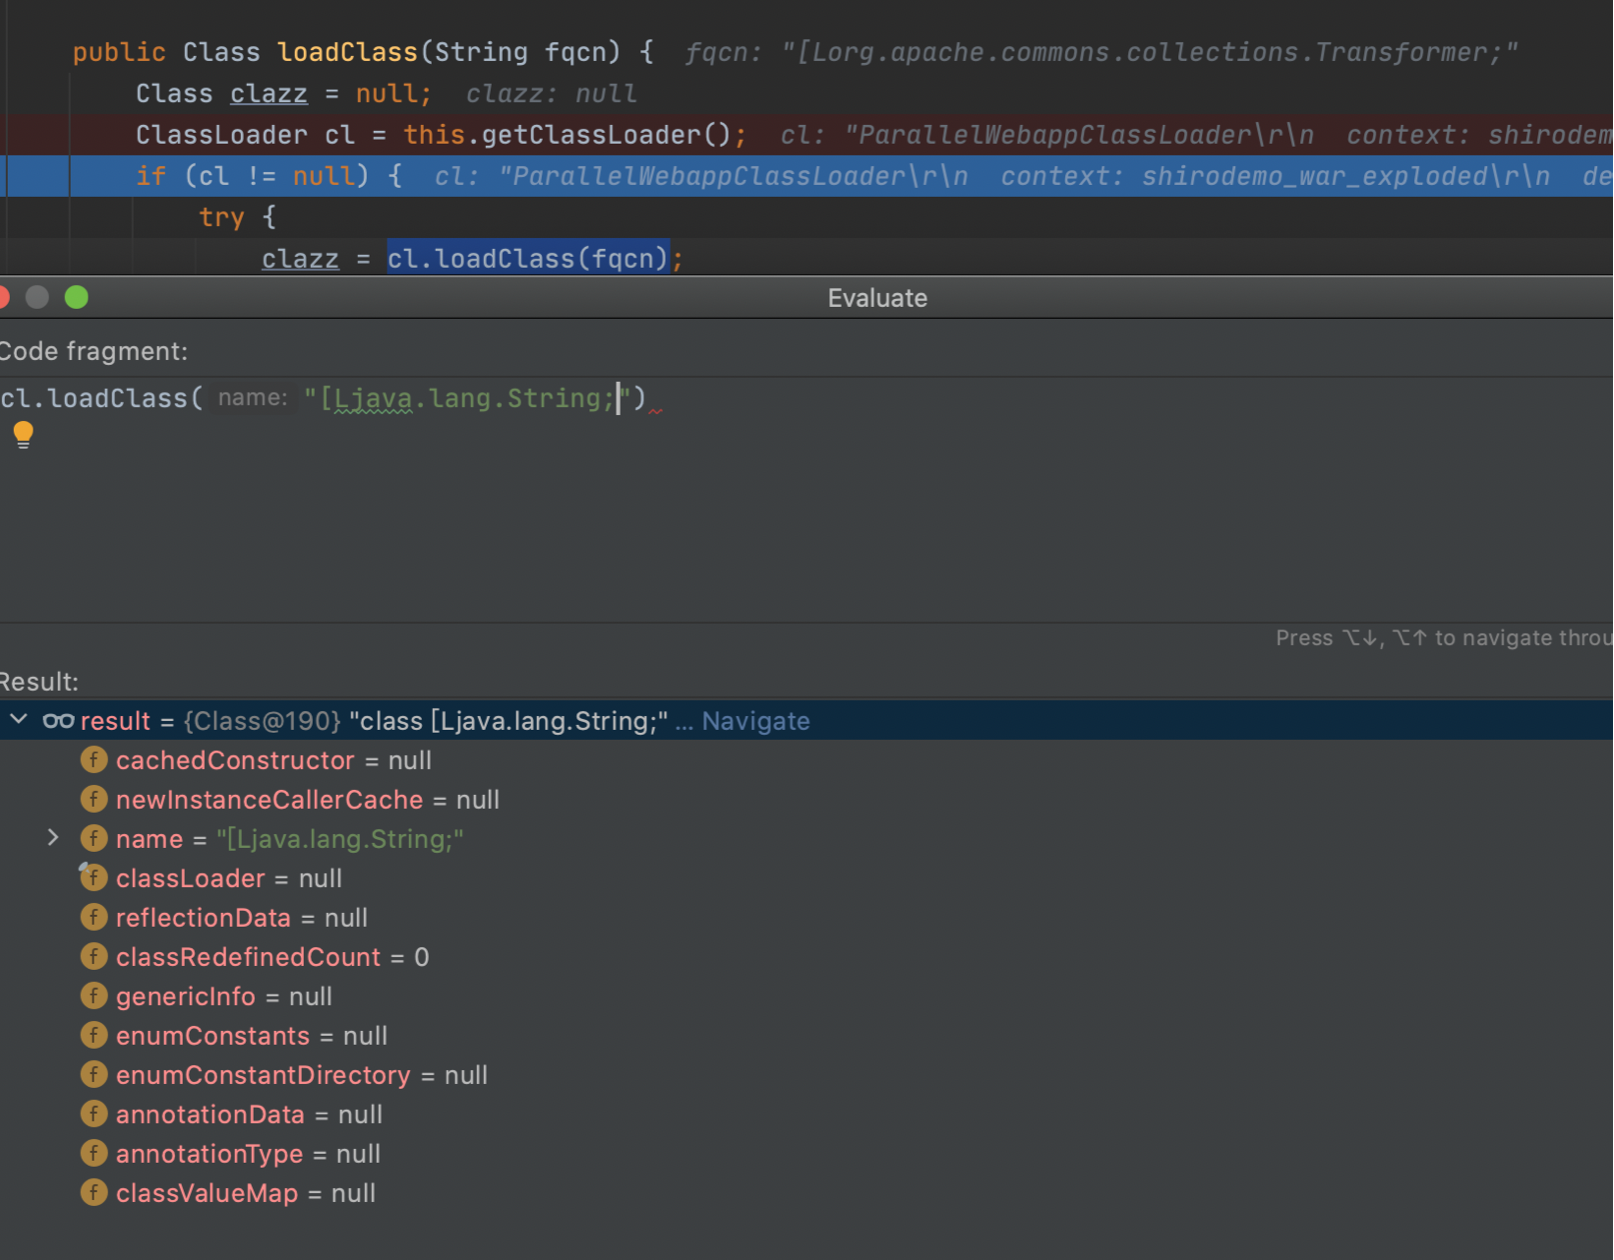 public Class loadClass(String fqcn) { fqcn: "[Lorg.apache.commons.collections.Transformer;"
Class clazz = null; clazz: null
ClassLoader cl = this.getClassLoader(); cl: "ParallelWebappClassLoader\r\n context: shirodem
if (cl != null) { cl: "ParallelWebappClassLoader\r\n context: shirodemo_war_exploded\r\n de
try {
clazz = cl.loadClass(fqcn);
Evaluate
Code fragment:
cl.loadClass( name: "[Ljava.lang.String;")
Press ⌥↓, ⌥↑ to navigate throu
Result:
result = {Class@190} "class [Ljava.lang.String;" ... Navigate
f cachedConstructor = null
f newInstanceCallerCache = null
f name = "[Ljava.lang.String;"
f classLoader = null
f reflectionData = null
f classRedefinedCount = 0
f genericInfo = null
f enumConstants = null
f enumConstantDirectory = null
f annotationData = null
f annotationType = null
f classValueMap = null